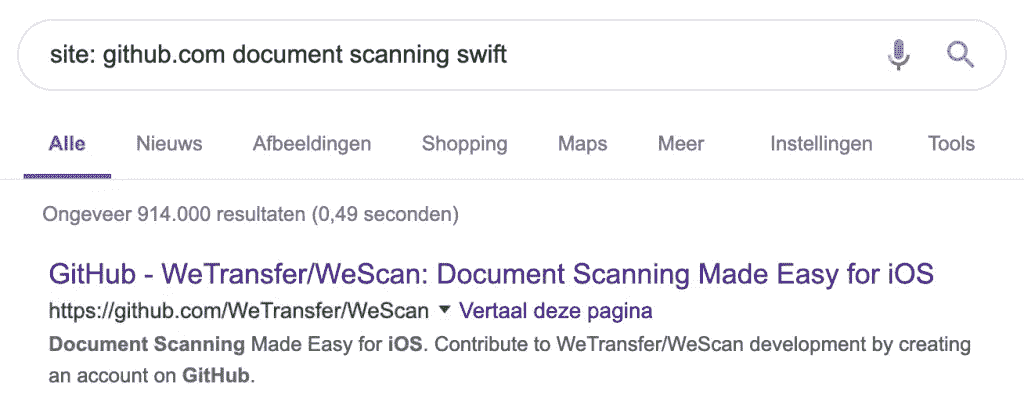 site: github.com document scanning swift
Alle Nieuws Afbeeldingen Shopping Maps Meer Instellingen Tools
Ongeveer 914.000 resultaten (0,49 seconden)
GitHub - WeTransfer/WeScan: Document Scanning Made Easy for iOS
https://github.com/WeTransfer/WeScan ▼ Vertaal deze pagina
Document Scanning Made Easy for iOS. Contribute to WeTransfer/WeScan development by creating
an account on GitHub.